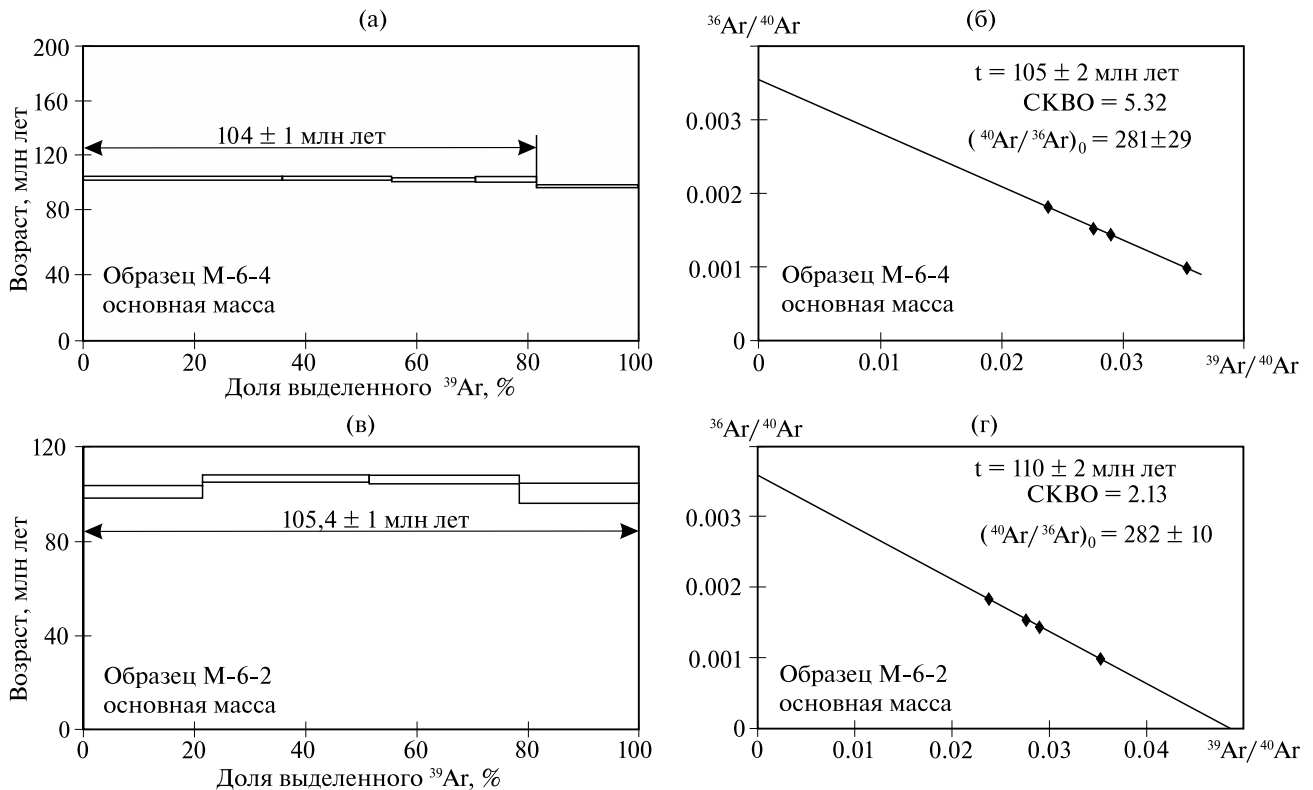 (а)
200
160
120
80
40
0
Возраст, млн лет
104 ± 1 млн лет
Образец М-6-4
основная масса
0 20 40 60 80 100
Доля выделенного ³⁹Ar, %
(б)
³⁶Ar/⁴⁰Ar
t = 105 ± 2 млн лет
СКВО = 5.32
(⁴⁰Ar/³⁶Ar)₀ = 281±29
0.003
0.002
0.001
0
Образец М-6-4
основная масса
0 0.01 0.02 0.03
³⁹Ar/⁴⁰Ar
(в)
120
80
40
0
Возраст, млн лет
105,4 ± 1 млн лет
Образец М-6-2
основная масса
0 20 40 60 80 100
Доля выделенного ³⁹Ar, %
(г)
³⁶Ar/⁴⁰Ar
t = 110 ± 2 млн лет
СКВО = 2.13
(⁴⁰Ar/³⁶Ar)₀ = 282 ± 10
0.003
0.002
0.001
0
Образец М-6-2
основная масса
0 0.01 0.02 0.03 0.04
³⁹Ar/⁴⁰Ar